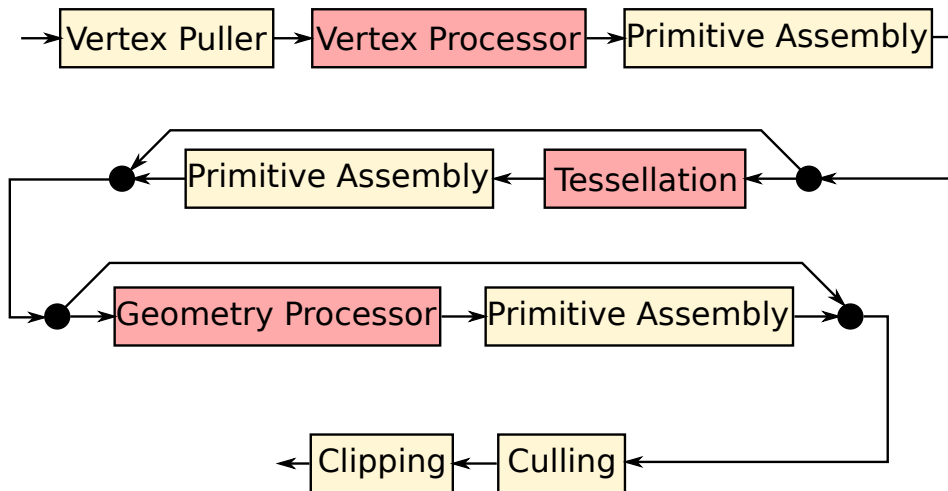 Vertex Puller
Vertex Processor
Primitive Assembly
Primitive Assembly
Tessellation
Geometry Processor
Primitive Assembly
Clipping
Culling